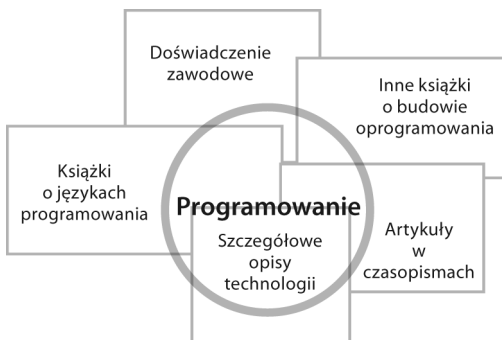 Doświadczenie
zawodowe
Inne książki
o budowie
oprogramowania
Książki
o językach
programowania
Programowanie
Szczegółowe
opisy
technologii
Artykuły
w
czasopismach